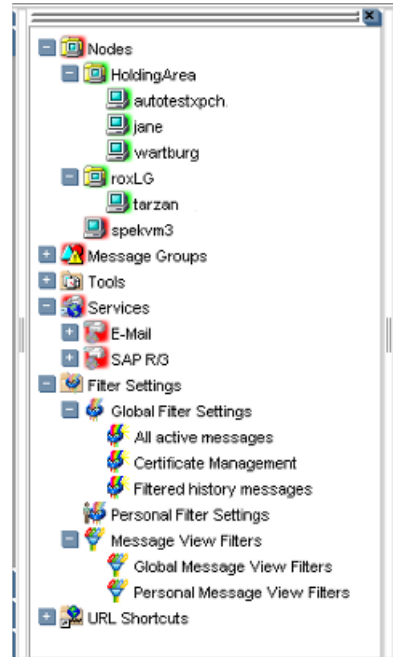 Nodes
HoldingArea
autotestxpch.
jane
wartburg
roxLG
tarzan
spekvm3
Message Groups
Tools
Services
E-Mail
SAP R/3
Filter Settings
Global Filter Settings
All active messages
Certificate Management
Filtered history messages
Personal Filter Settings
Message View Filters
Global Message View Filters
Personal Message View Filters
URL Shortcuts